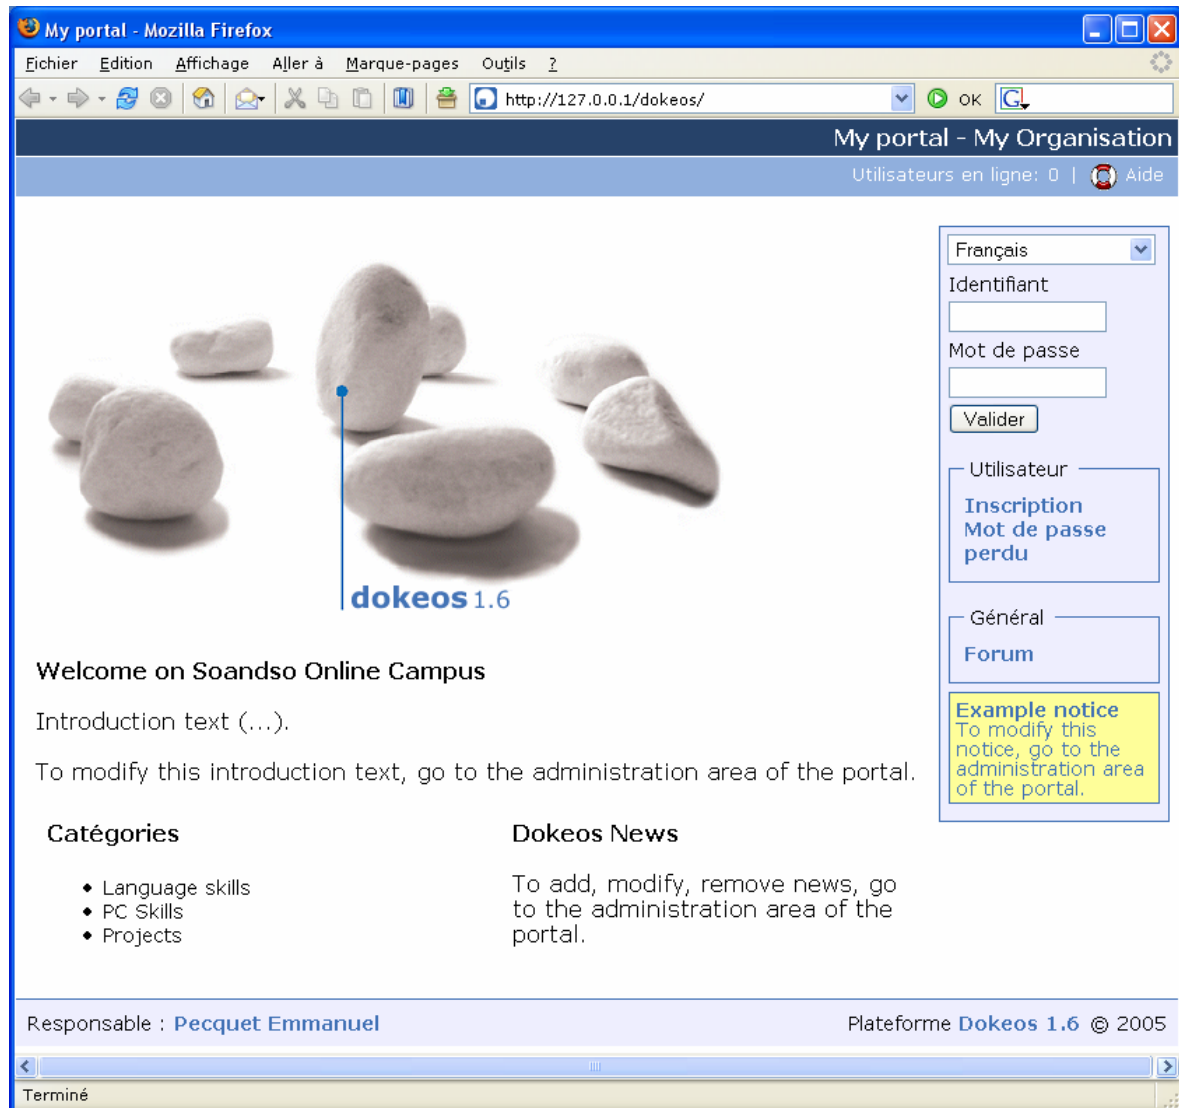 My portal - Mozilla Firefox
Fichier Edition Affichage Aller à Marque-pages Outils ?
http://127.0.0.1/dokeos/ OK G
My portal - My Organisation
Utilisateurs en ligne: 0 | Aide
Français
Identifiant
Mot de passe
Valider
Utilisateur
Inscription
Mot de passe
perdu
Général
Forum
Example notice
To modify this
notice, go to the
administration area
of the portal.
dokeos 1.6
Welcome on Soandso Online Campus
Introduction text (...).
To modify this introduction text, go to the administration area of the portal.
Catégories
• Language skills
• PC Skills
• Projects
Dokeos News
To add, modify, remove news, go
to the administration area of the
portal.
Responsable : Pecquet Emmanuel
Plateforme Dokeos 1.6 © 2005
Terminé